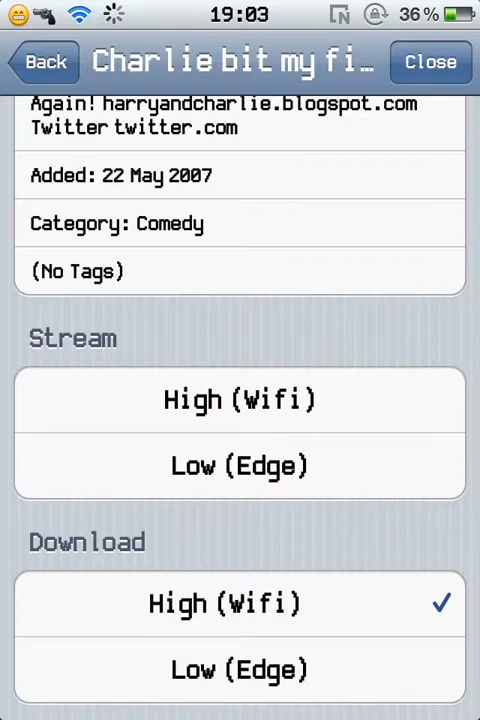 19:03
36%
Back
Charlie bit my fi...
Close
Again! harryandcharlie.blogspot.com
Twitter twitter.com
Added: 22 May 2007
Category: Comedy
(No Tags)
Stream
High (Wifi)
Low (Edge)
Download
High (Wifi)
Low (Edge)